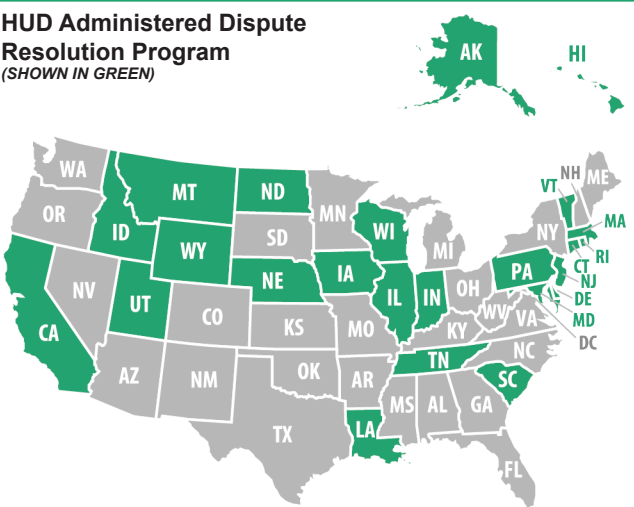 HUD Administered Dispute
Resolution Program
(SHOWN IN GREEN)
AK
HI
WA
MT
ND
MN
VT
NH
ME
OR
ID
WY
SD
WI
MI
NY
MA
RI
CT
NJ
DE
MD
DC
NV
UT
NE
IA
IL
IN
OH
PA
CA
CO
KS
MO
KY
WV
VA
AZ
NM
OK
AR
TN
NC
SC
TX
LA
MS
AL
GA
FL